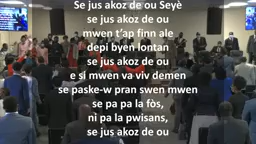 Se jus akoz de ou Seyè
se jus akoz de ou
mwen t’ap finn ale
depi byen lontan
se jus akoz de ou
e si mwen va viv demen
se paske-w pran swen mwen
se pa pa la fòs,
nì pa la pwisans,
se jus akoz de ou